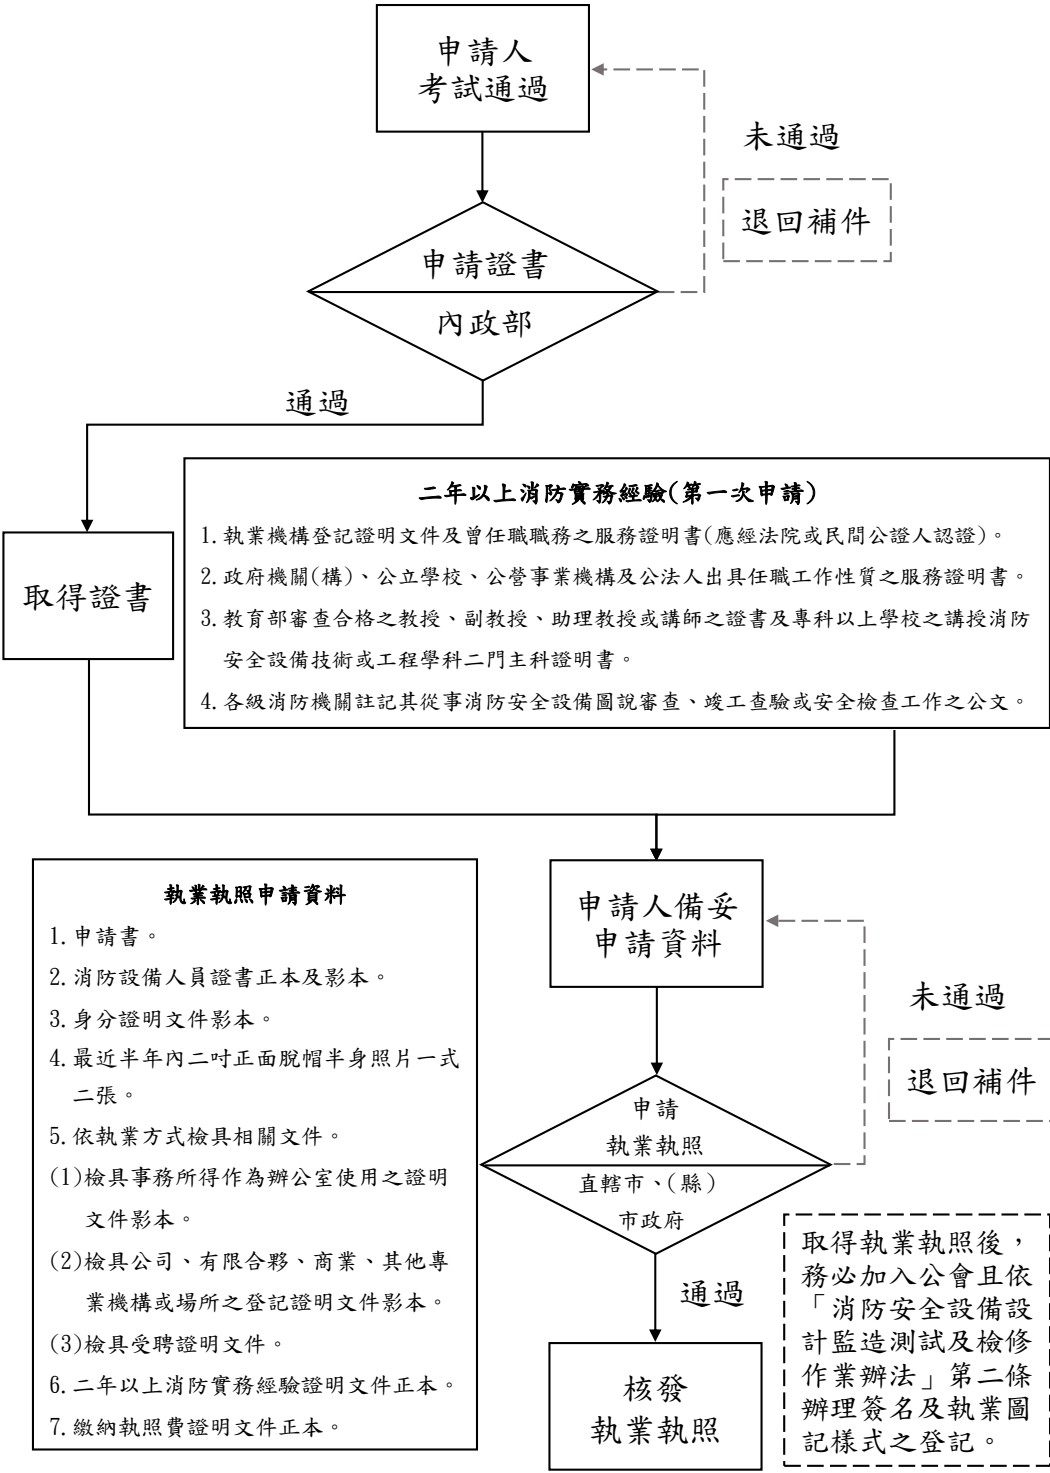 申請人
考試通過
未通過
退回補件
申請證書
內政部
通過
取得證書
二年以上消防實務經驗(第一次申請)
1.執業機構登記證明文件及曾任職職務之服務證明書(應經法院或民間公證人認證)。
2.政府機關(構)、公立學校、公營事業機構及公法人出具任職工作性質之服務證明書。
3.教育部審查合格之教授、副教授、助理教授或講師之證書及專科以上學校之講授消防
安全設備技術或工程學科二門主科證明書。
4.各級消防機關註記其從事消防安全設備圖說審查、竣工查驗或安全檢查工作之公文。
執業執照申請資料
1.申請書。
2.消防設備人員證書正本及影本。
3.身分證明文件影本。
4.最近半年內二吋正面脫帽半身照片一式
二張。
5.依執業方式檢具相關文件。
(1)檢具事務所得作為辦公室使用之證明
文件影本。
(2)檢具公司、有限合夥、商業、其他專
業機構或場所之登記證明文件影本。
(3)檢具受聘證明文件。
6.二年以上消防實務經驗證明文件正本。
7.繳納執照費證明文件正本。
申請人備妥
申請資料
未通過
退回補件
申請
執業執照
直轄市、(縣)
市政府
通過
核發
執業執照
取得執業執照後，
務必加入公會且依
「消防安全設備設
計監造測試及檢修
作業辦法」第二條
辦理簽名及執業圖
記樣式之登記。